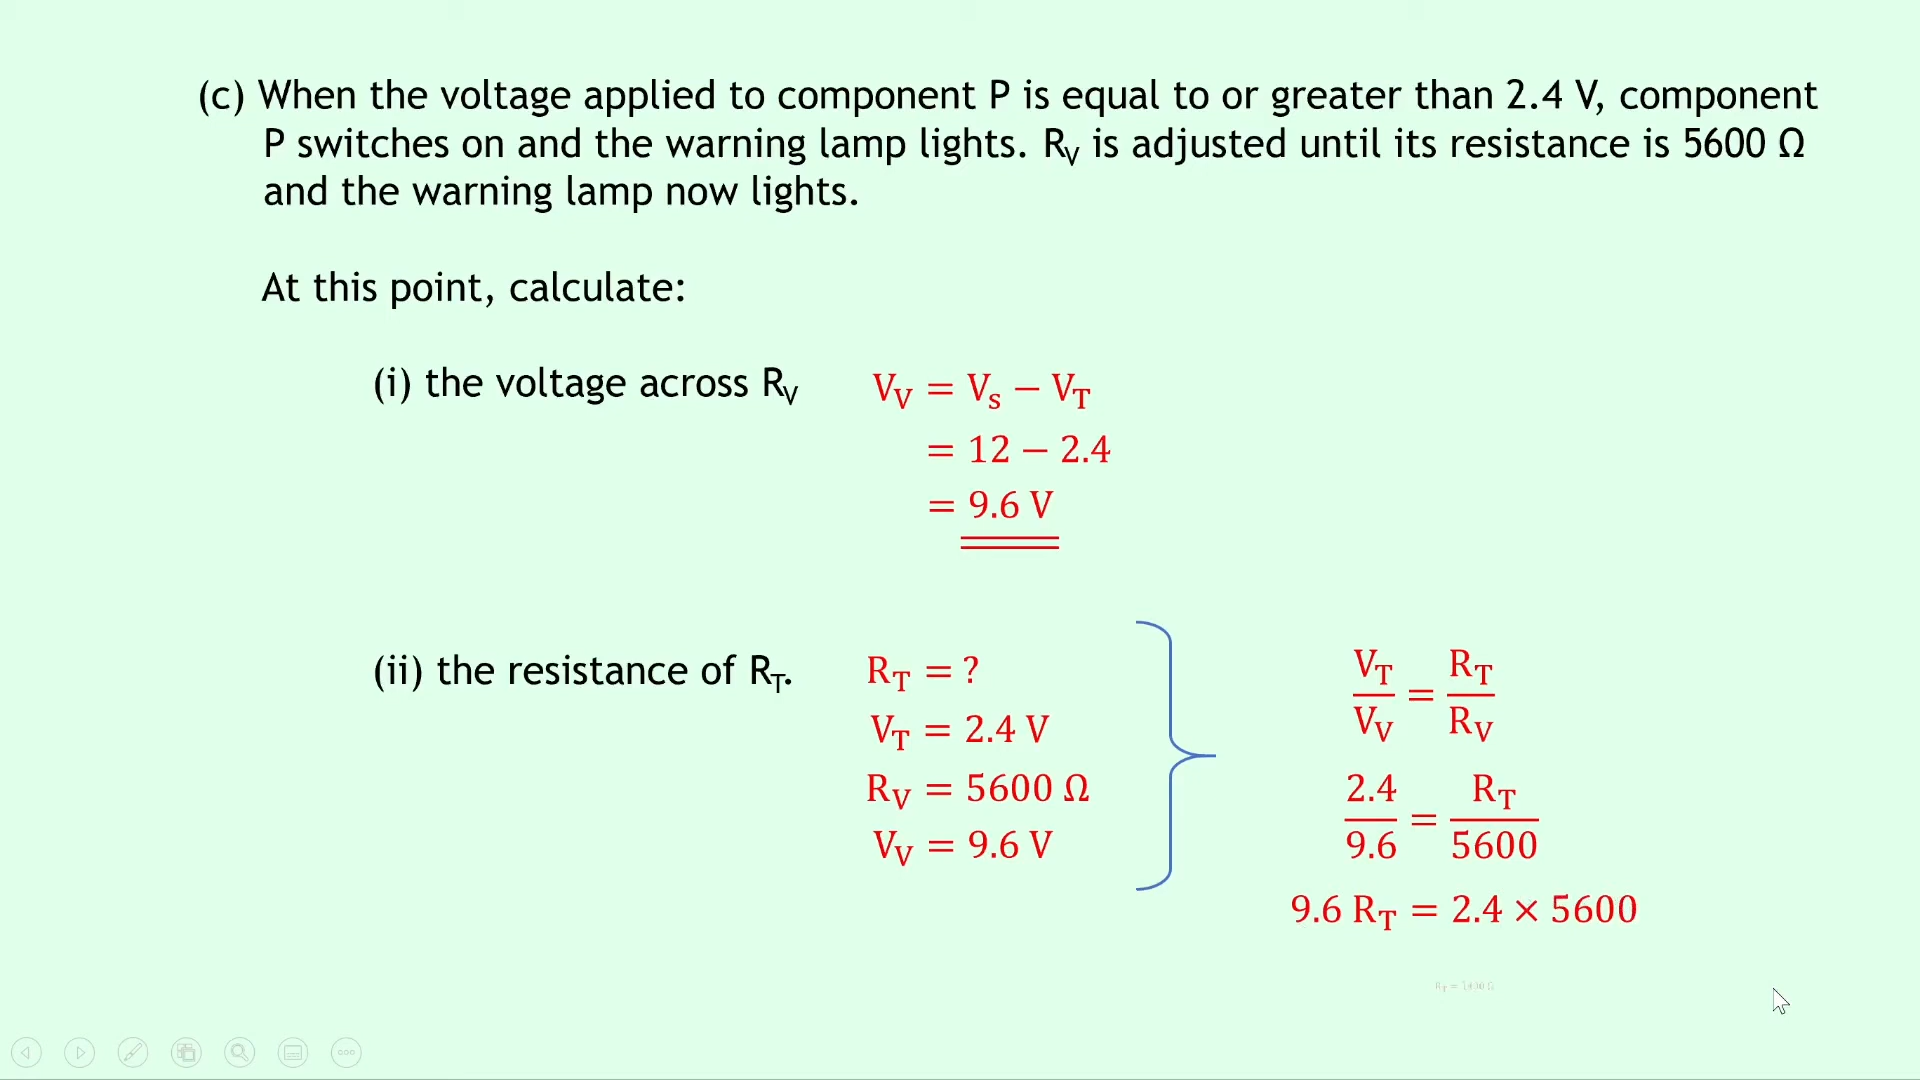 (c) When the voltage applied to component P is equal to or greater than 2.4 V, component
P switches on and the warning lamp lights. R_V is adjusted until its resistance is 5600 Ω
and the warning lamp now lights.
At this point, calculate:
(i) the voltage across R_V
V_V = V_s − V_T
= 12 − 2.4
= 9.6 V
(ii) the resistance of R_T.
R_T = ?
V_T = 2.4 V
R_V = 5600 Ω
V_V = 9.6 V
V_T/V_V = R_T/R_V
2.4/9.6 = R_T/5600
9.6 R_T = 2.4 × 5600